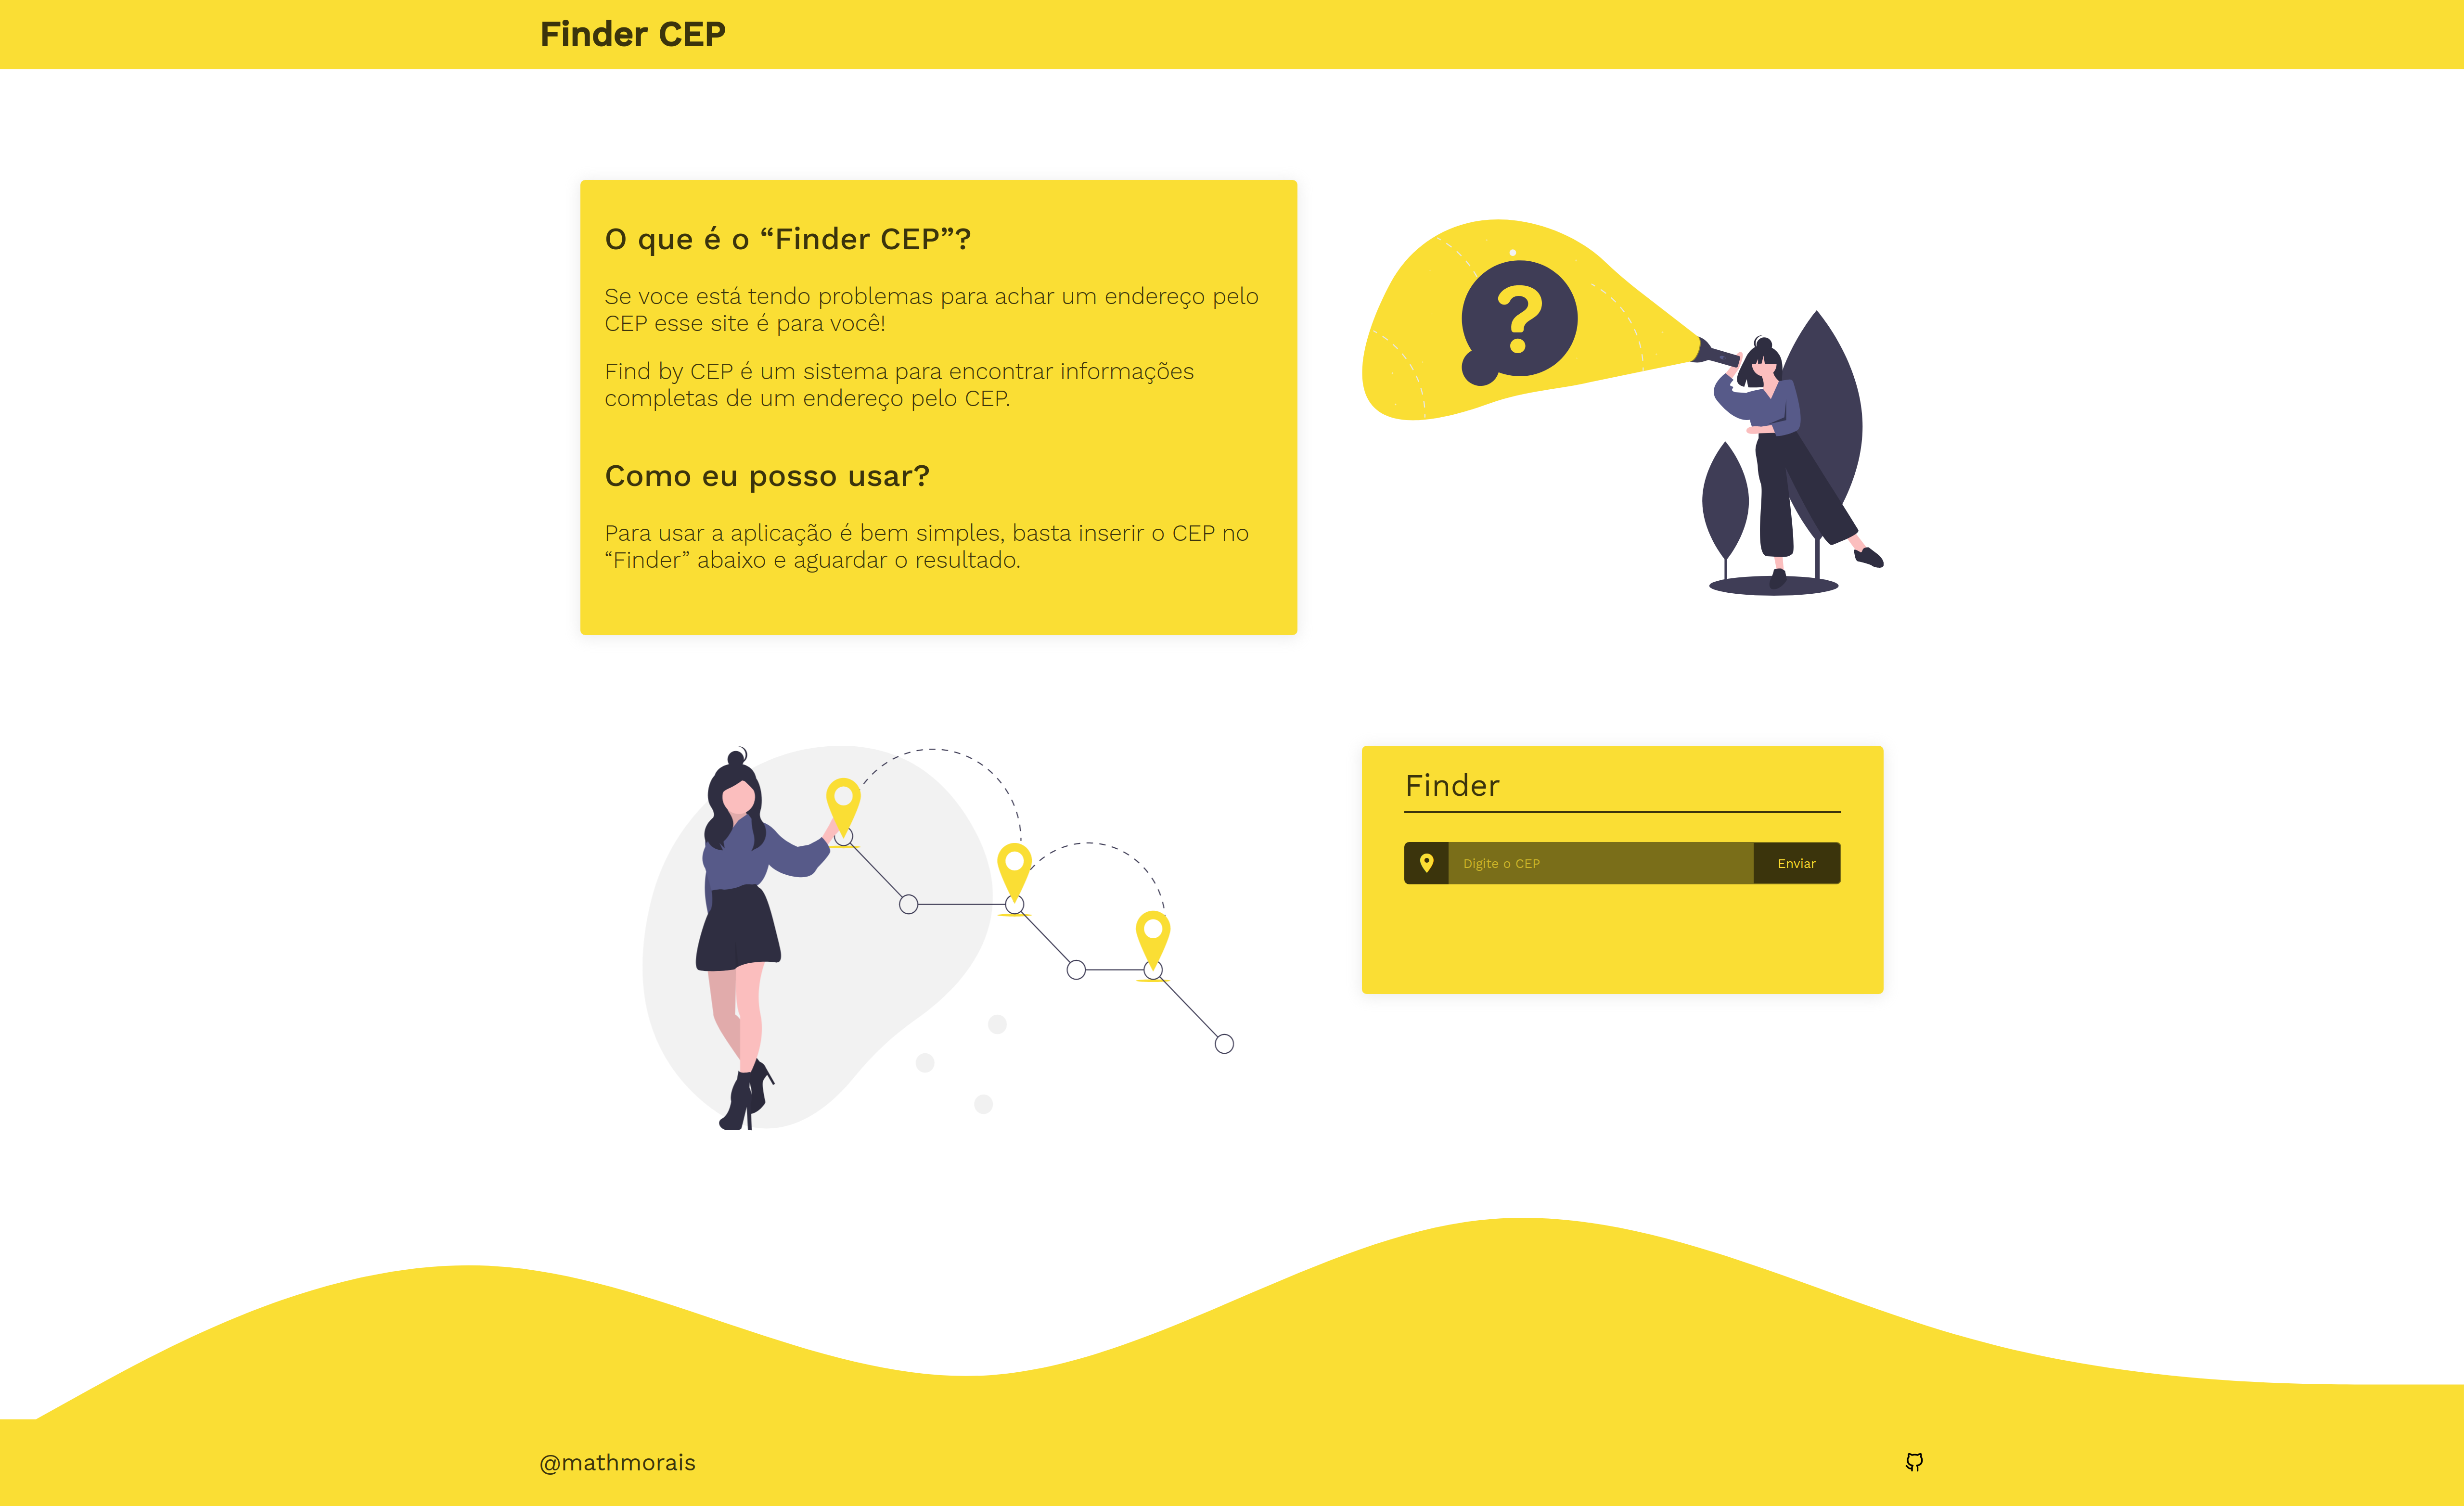 Finder CEP
O que é o “Finder CEP”?
Se voce está tendo problemas para achar um endereço pelo
CEP esse site é para você!
Find by CEP é um sistema para encontrar informações
completas de um endereço pelo CEP.
Como eu posso usar?
Para usar a aplicação é bem simples, basta inserir o CEP no
“Finder” abaixo e aguardar o resultado.
?
Finder
Digite o CEP
Enviar
@mathmorais